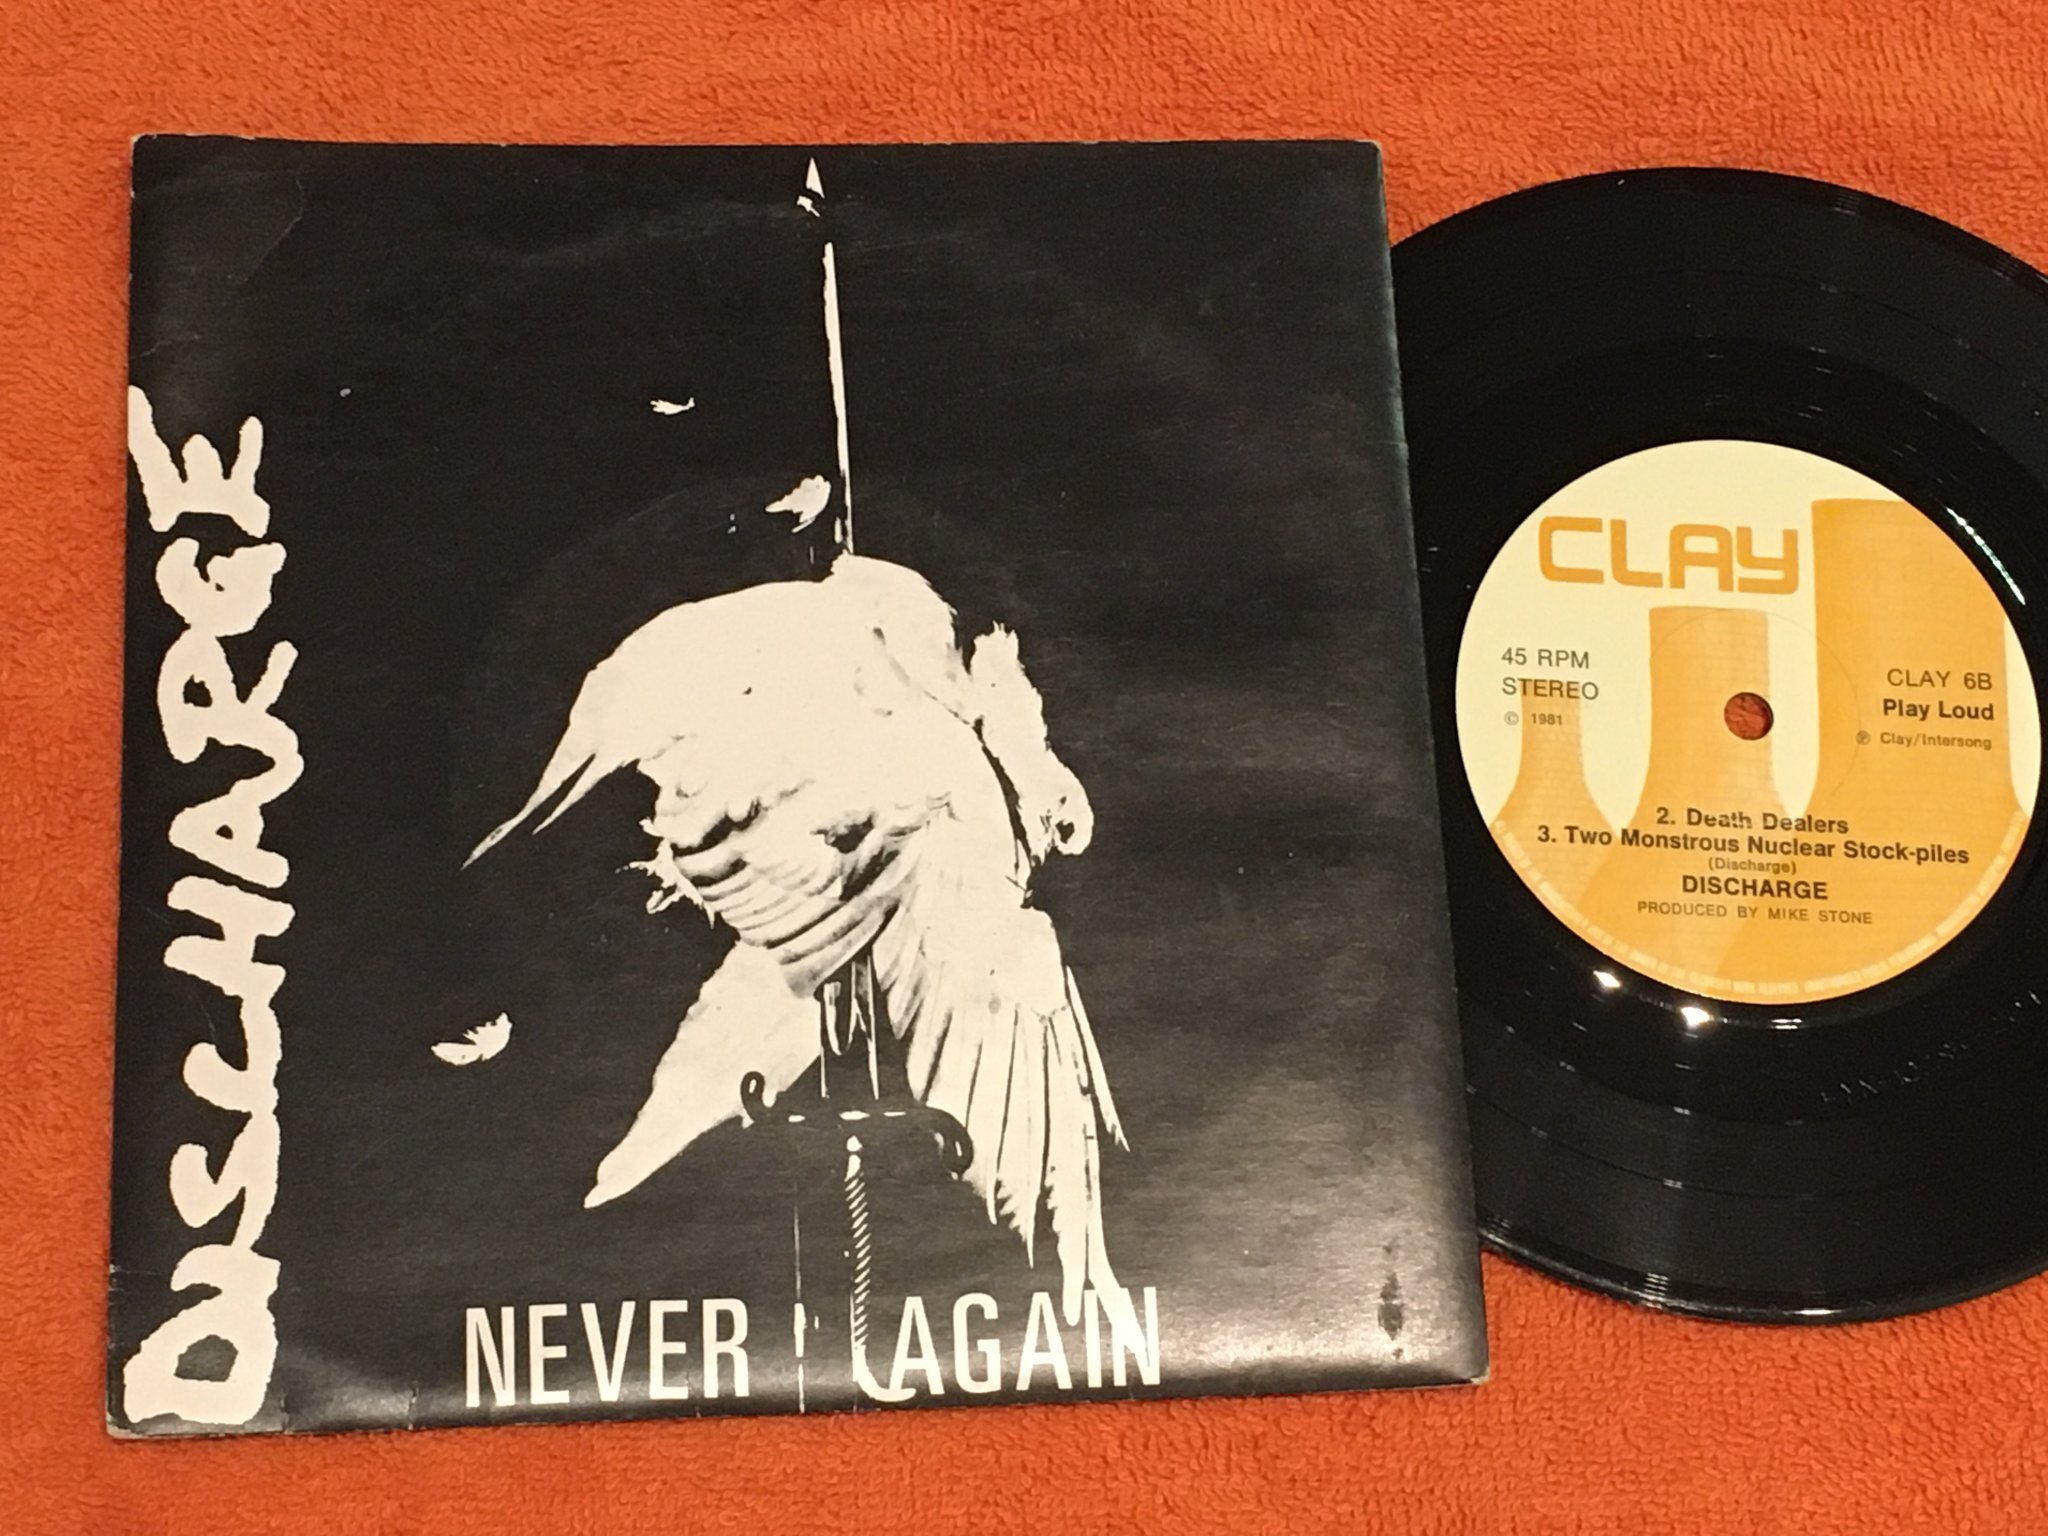 DISCHARGE
NEVER AGAIN
CLAY
45 RPM
STEREO
© 1981
CLAY 6B
Play Loud
℗ Clay/Intersong
2. Death Dealers
3. Two Monstrous Nuclear Stock-piles
(Discharge)
DISCHARGE
PRODUCED BY MIKE STONE